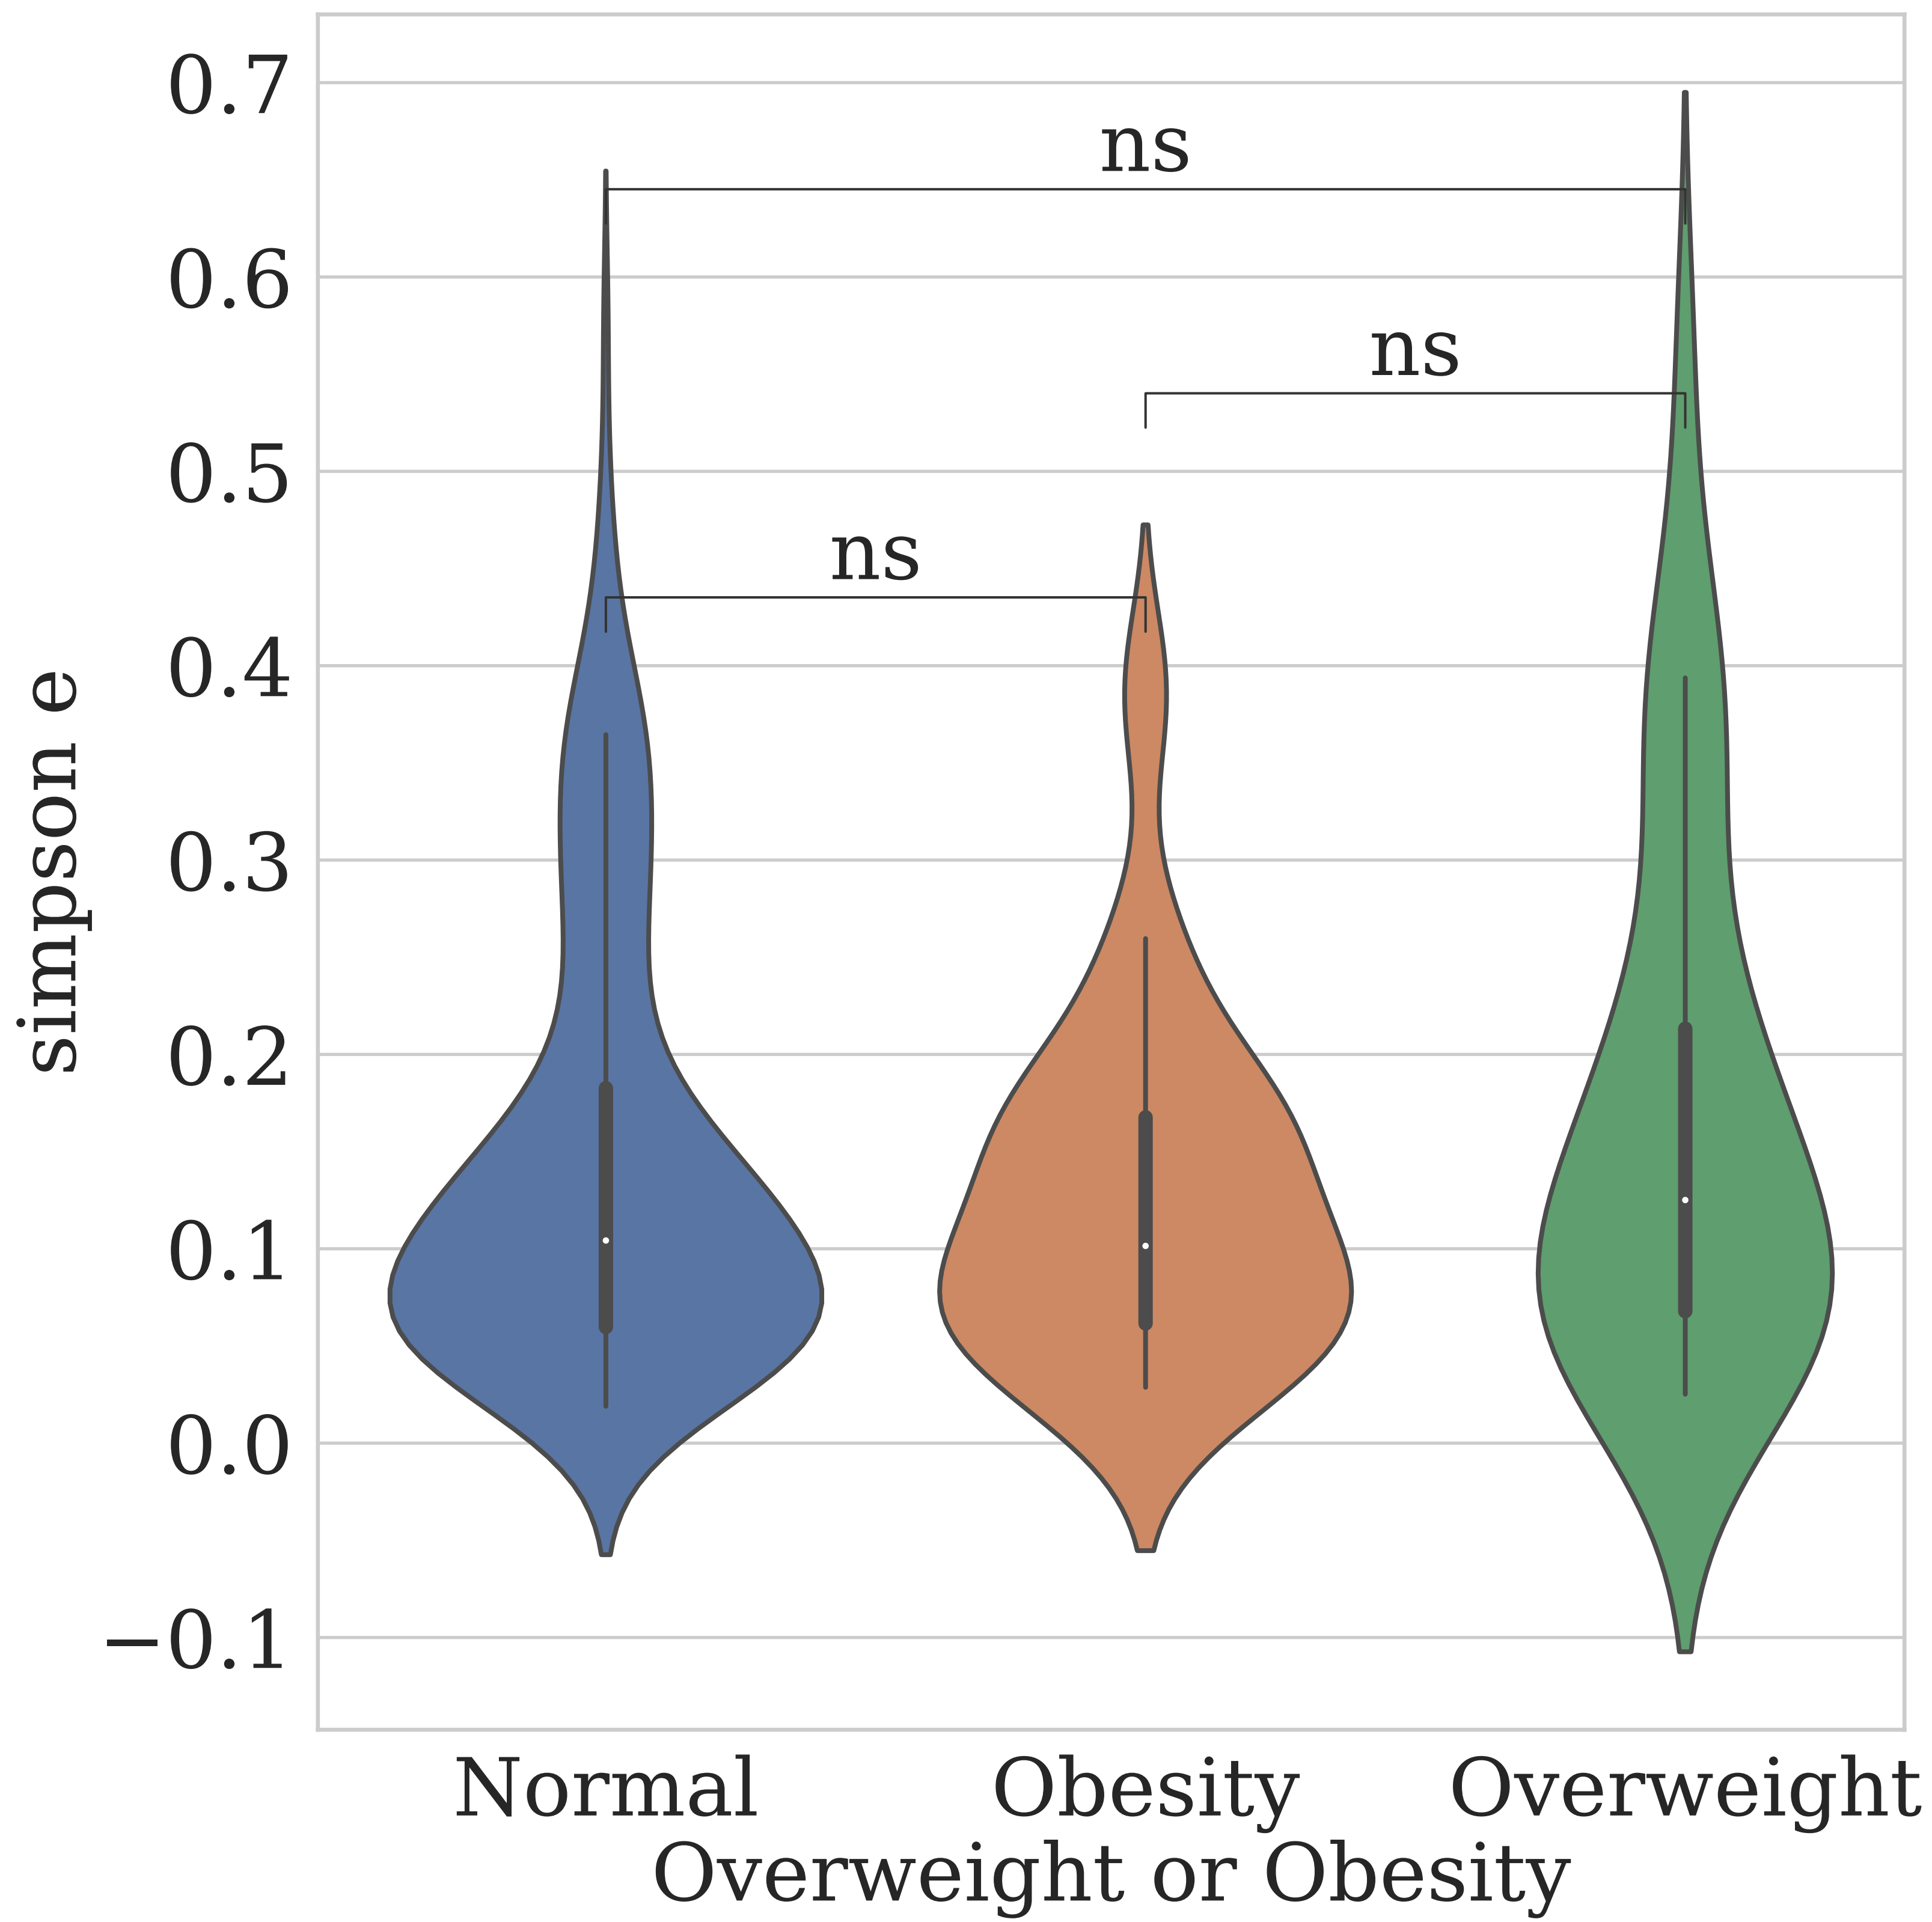 0.7
ns
0.6
ns
0.5
ns
0.4
simpson e
0.3
0.2
0.1
0.0
−0.1
Normal Obesity Overweight
Overweight or Obesity